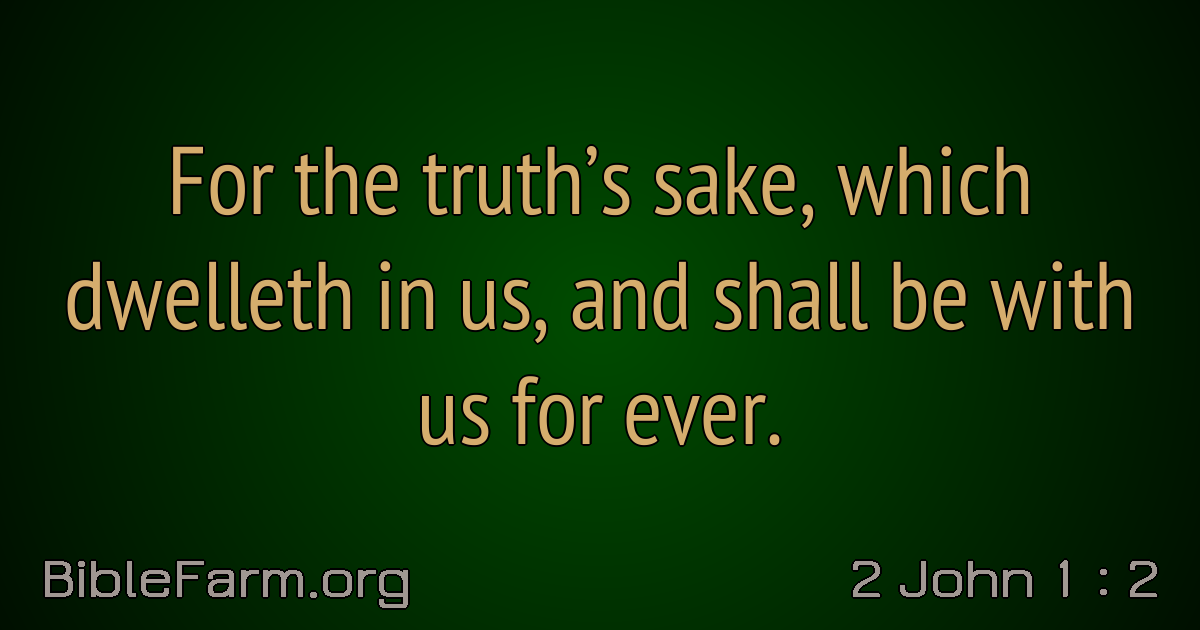 For the truth’s sake, which
dwelleth in us, and shall be with
us for ever.
BibleFarm.org
2 John 1 : 2